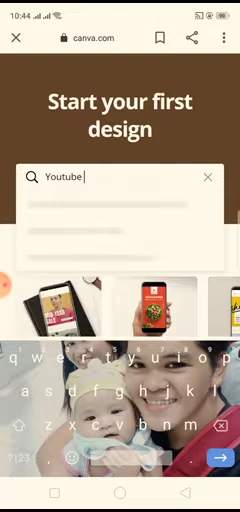 10:44
canva.com
Start your first
design
Youtube
q w e r t y u i o p
a s d f g h j k l
z x c v b n m
?123 , .